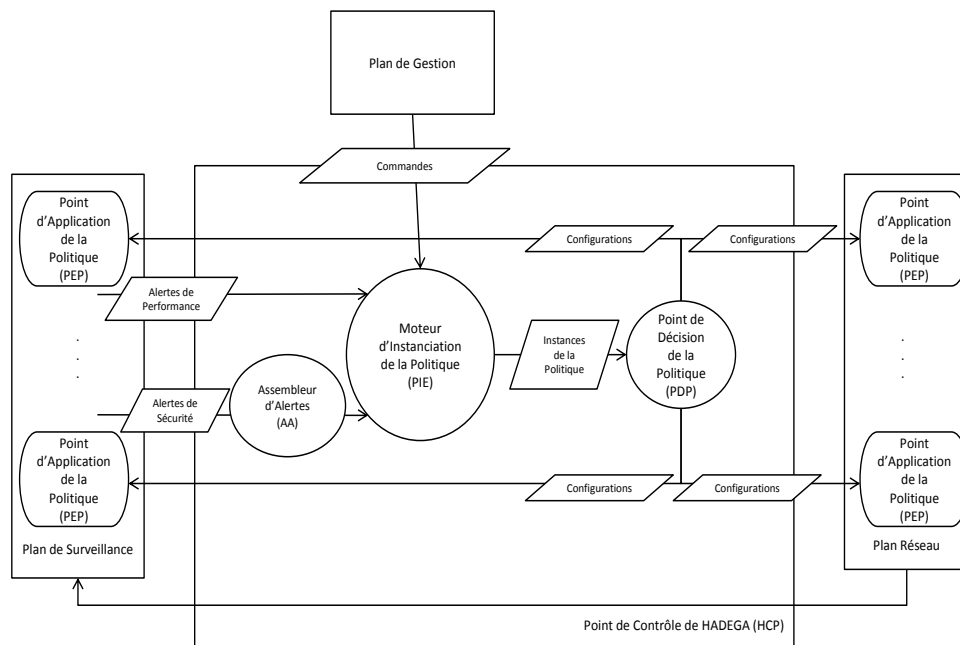 Plan de Gestion
Commandes
Point
d'Application
de la
Politique
(PEP)
Configurations
Configurations
Point
d'Application
de la
Politique
(PEP)
Alertes de
Performance
Moteur
d'Instanciation
de la Politique
(PIE)
Instances
de la
Politique
Point de
Décision
de la
Politique
(PDP)
.
.
.
.
.
.
Alertes de
Sécurité
Assembleur
d'Alertes
(AA)
Point
d'Application
de la
Politique
(PEP)
Configurations
Configurations
Point
d'Application
de la
Politique
(PEP)
Plan de Surveillance
Plan Réseau
Point de Contrôle de HADEGA (HCP)